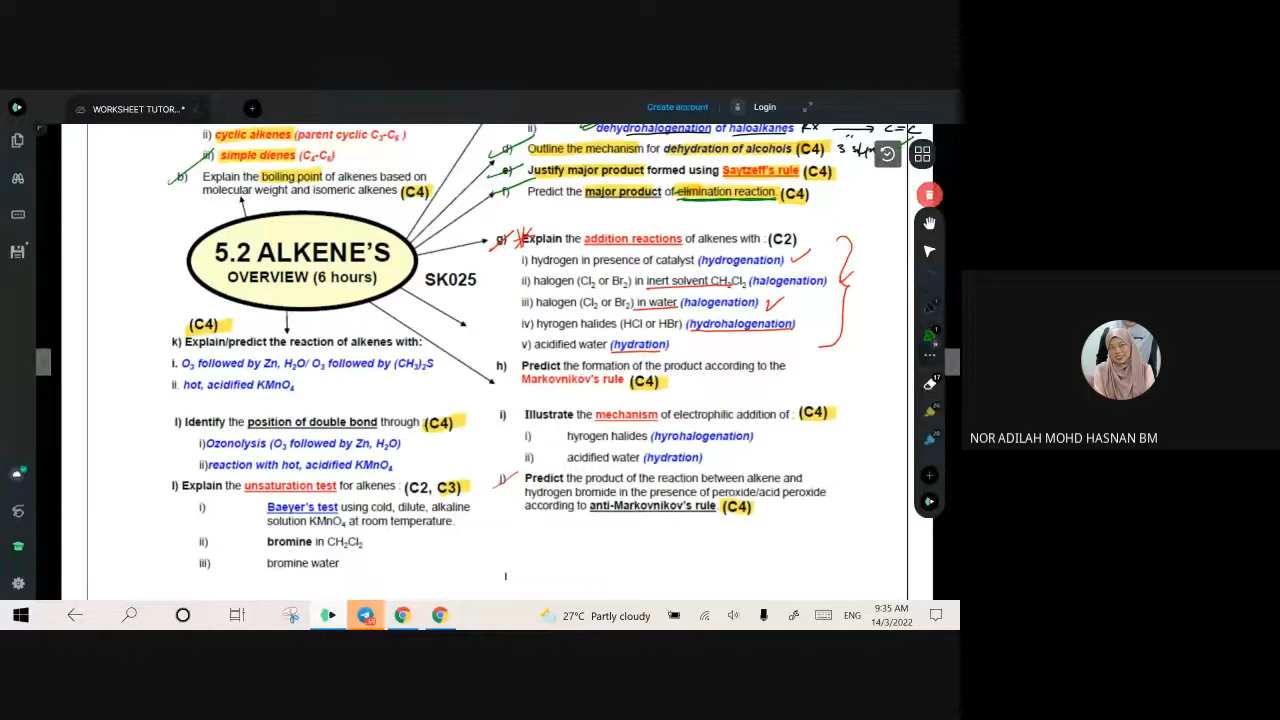 WORKSHEET TUTOR...*
Create account
Login
ii) cyclic alkenes (parent cyclic C3-C6 )
iii) simple dienes (C4-C6)
b) Explain the boiling point of alkenes based on
molecular weight and isomeric alkenes (C4)
ii) dehydrohalogenation of haloalkanes RX C=C
d) Outline the mechanism for dehydration of alcohols (C4)
e) Justify major product formed using Saytzeff's rule (C4)
f) Predict the major product of elimination reaction. (C4)
5.2 ALKENE'S
OVERVIEW (6 hours)
SK025
g) Explain the addition reactions of alkenes with : (C2)
i) hydrogen in presence of catalyst (hydrogenation)
ii) halogen (Cl2 or Br2) in inert solvent CH2Cl2 (halogenation)
iii) halogen (Cl2 or Br2) in water (halogenation)
iv) hyrogen halides (HCl or HBr) (hydrohalogenation)
v) acidified water (hydration)
h) Predict the formation of the product according to the
Markovnikov's rule (C4)
i) Illustrate the mechanism of electrophilic addition of : (C4)
i) hyrogen halides (hyrohalogenation)
ii) acidified water (hydration)
j) Predict the product of the reaction between alkene and
hydrogen bromide in the presence of peroxide/acid peroxide
according to anti-Markovnikov's rule. (C4)
(C4)
k) Explain/predict the reaction of alkenes with:
i. O3 followed by Zn, H2O/ O3 followed by (CH3)2S
ii. hot, acidified KMnO4
l) Identify the position of double bond through (C4)
i)Ozonolysis (O3 followed by Zn, H2O)
ii)reaction with hot, acidified KMnO4
l) Explain the unsaturation test for alkenes : (C2, C3)
i) Baeyer's test using cold, dilute, alkaline
solution KMnO4 at room temperature.
ii) bromine in CH2Cl2
iii) bromine water
NOR ADILAH MOHD HASNAN BM
27°C Partly cloudy
ENG
9:35 AM
14/3/2022